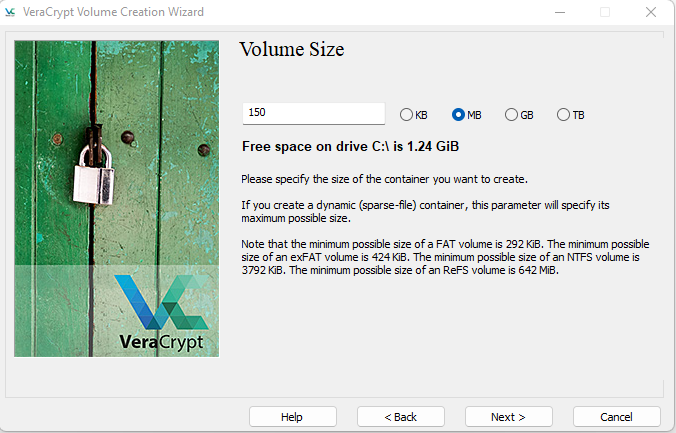 VeraCrypt Volume Creation Wizard
Volume Size
150
KB
MB
GB
TB
Free space on drive C:\ is 1.24 GiB
Please specify the size of the container you want to create.
If you create a dynamic (sparse-file) container, this parameter will specify its
maximum possible size.
Note that the minimum possible size of a FAT volume is 292 KiB. The minimum possible
size of an exFAT volume is 424 KiB. The minimum possible size of an NTFS volume is
3792 KiB. The minimum possible size of an ReFS volume is 642 MiB.
VeraCrypt
Help
< Back
Next >
Cancel